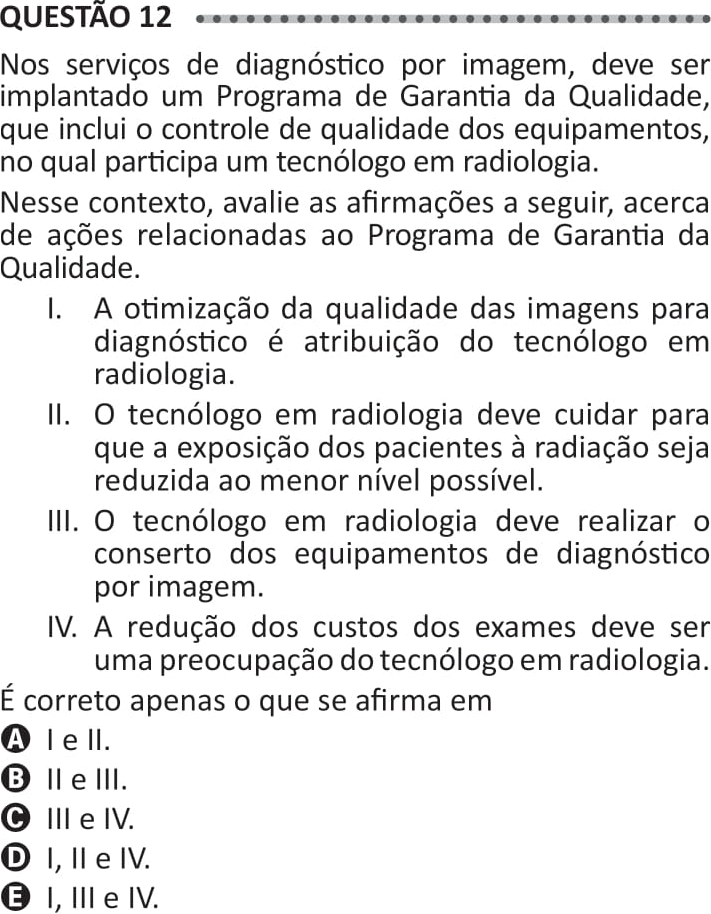 QUESTÃO 12
Nos serviços de diagnóstico por imagem, deve ser
implantado um Programa de Garantia da Qualidade,
que inclui o controle de qualidade dos equipamentos,
no qual participa um tecnólogo em radiologia.
Nesse contexto, avalie as afirmações a seguir, acerca
de ações relacionadas ao Programa de Garantia da
Qualidade.
I. A otimização da qualidade das imagens para
diagnóstico é atribuição do tecnólogo em
radiologia.
II. O tecnólogo em radiologia deve cuidar para
que a exposição dos pacientes à radiação seja
reduzida ao menor nível possível.
III. O tecnólogo em radiologia deve realizar o
conserto dos equipamentos de diagnóstico
por imagem.
IV. A redução dos custos dos exames deve ser
uma preocupação do tecnólogo em radiologia.
É correto apenas o que se afirma em
A I e II.
B II e III.
C III e IV.
D I, II e IV.
E I, III e IV.